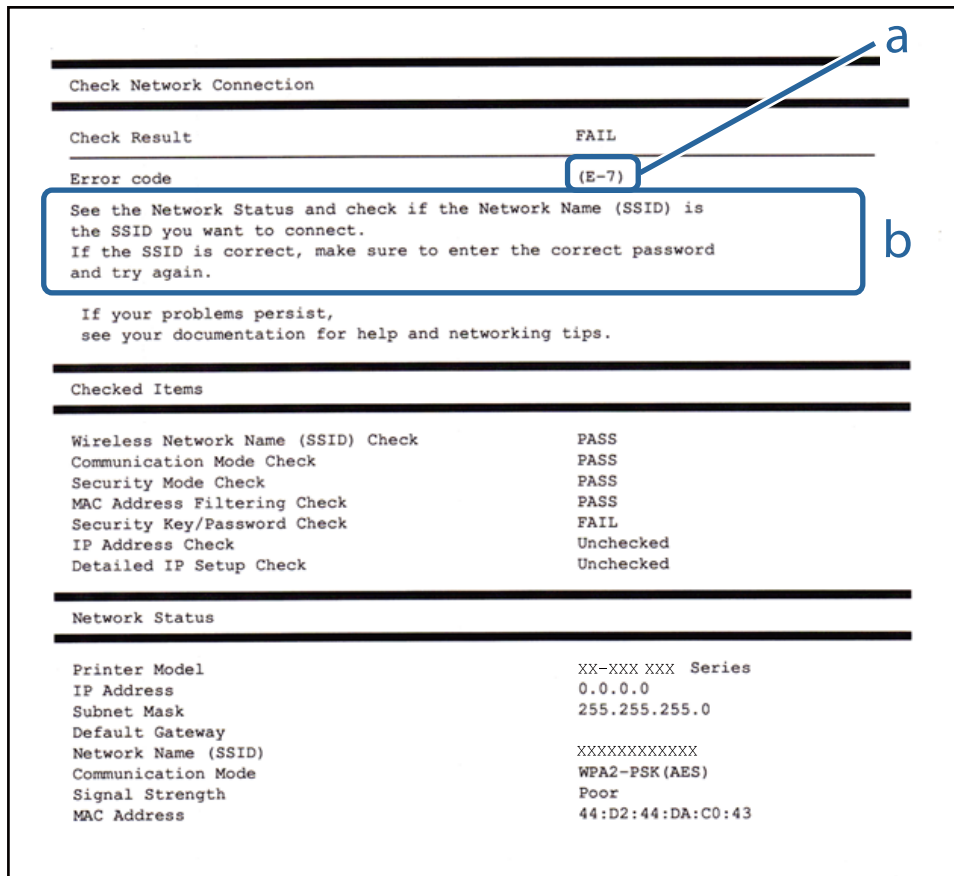 a
Check Network Connection
Check Result FAIL
Error code (E-7)
See the Network Status and check if the Network Name (SSID) is
the SSID you want to connect.
If the SSID is correct, make sure to enter the correct password
and try again.
b
If your problems persist,
see your documentation for help and networking tips.
Checked Items
Wireless Network Name (SSID) Check PASS
Communication Mode Check PASS
Security Mode Check PASS
MAC Address Filtering Check PASS
Security Key/Password Check FAIL
IP Address Check Unchecked
Detailed IP Setup Check Unchecked
Network Status
Printer Model XX-XXX XXX Series
IP Address 0.0.0.0
Subnet Mask 255.255.255.0
Default Gateway
Network Name (SSID) XXXXXXXXXXXX
Communication Mode WPA2-PSK(AES)
Signal Strength Poor
MAC Address 44:D2:44:DA:C0:43